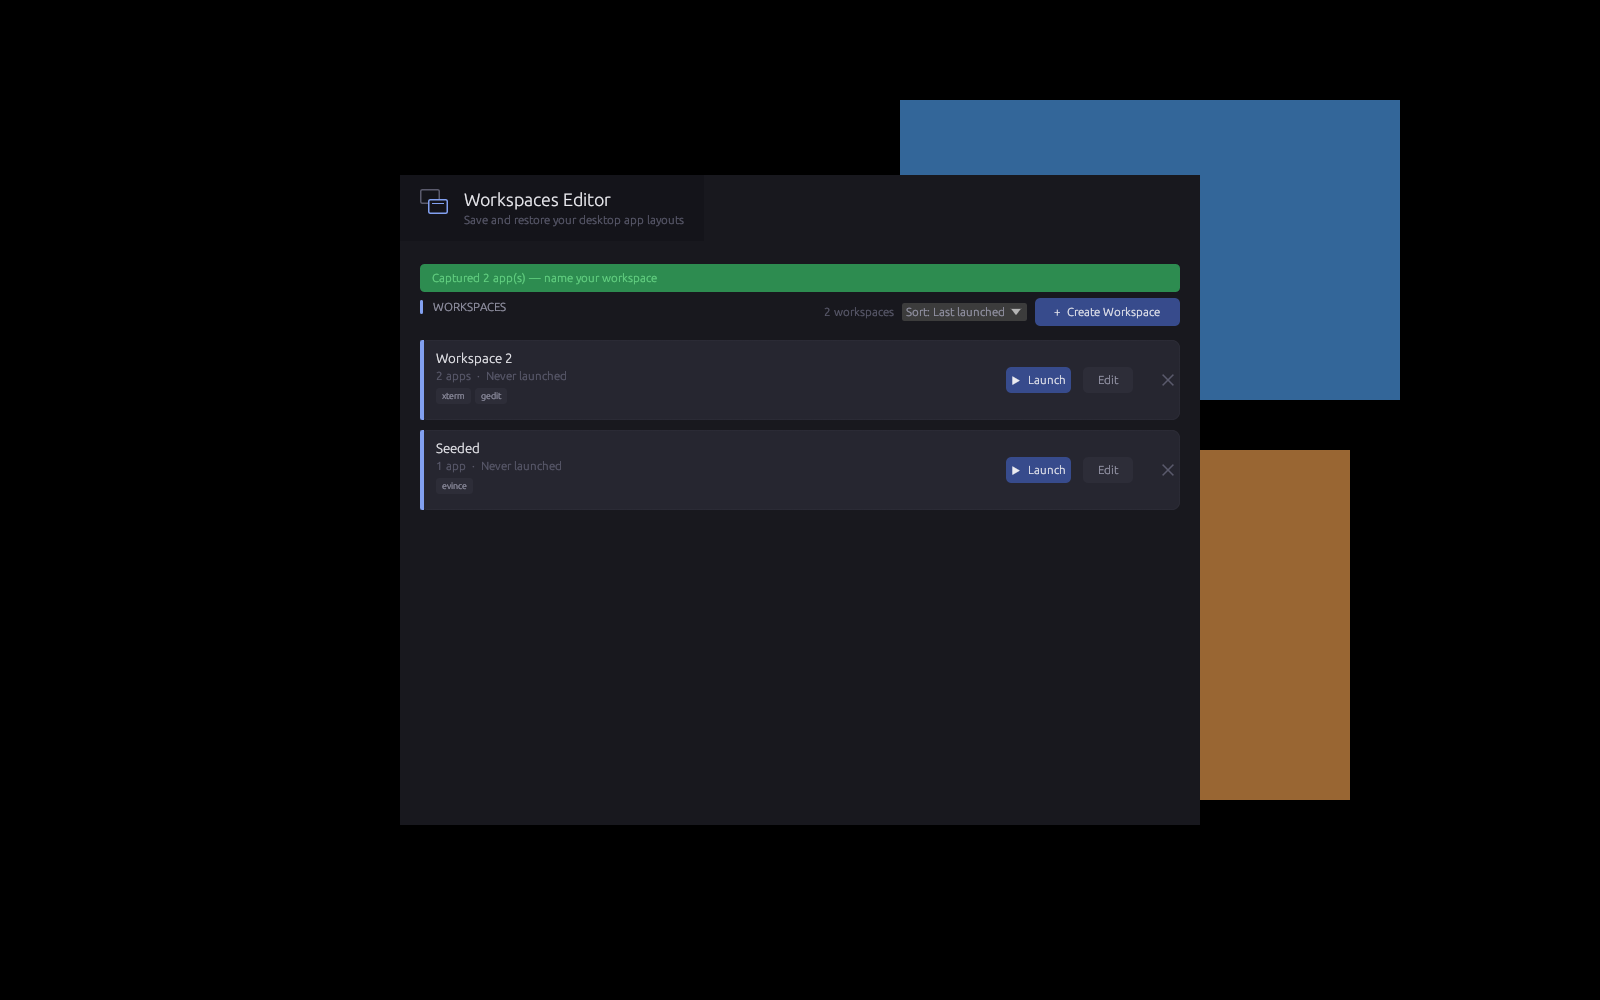 Workspaces Editor
Save and restore your desktop app layouts
Captured 2 app(s) — name your workspace
WORKSPACES
2 workspaces
Sort: Last launched
+ Create Workspace
Workspace 2
2 apps · Never launched
xterm gedit
Launch
Edit
Seeded
1 app · Never launched
evince
Launch
Edit